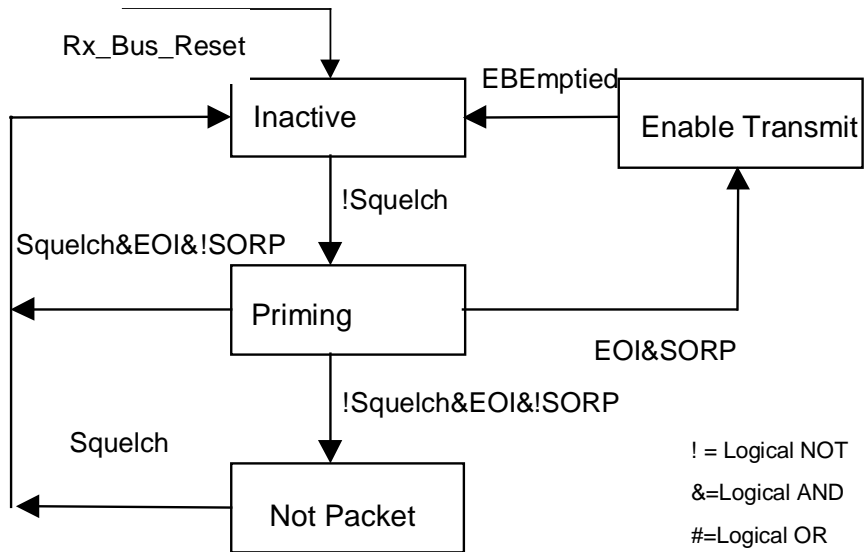 Rx_Bus_Reset
EBEmptied
Inactive
Enable Transmit
!Squelch
Squelch&EOI&!SORP
Priming
EOI&SORP
!Squelch&EOI&!SORP
Squelch
! = Logical NOT
&=Logical AND
Not Packet
#=Logical OR